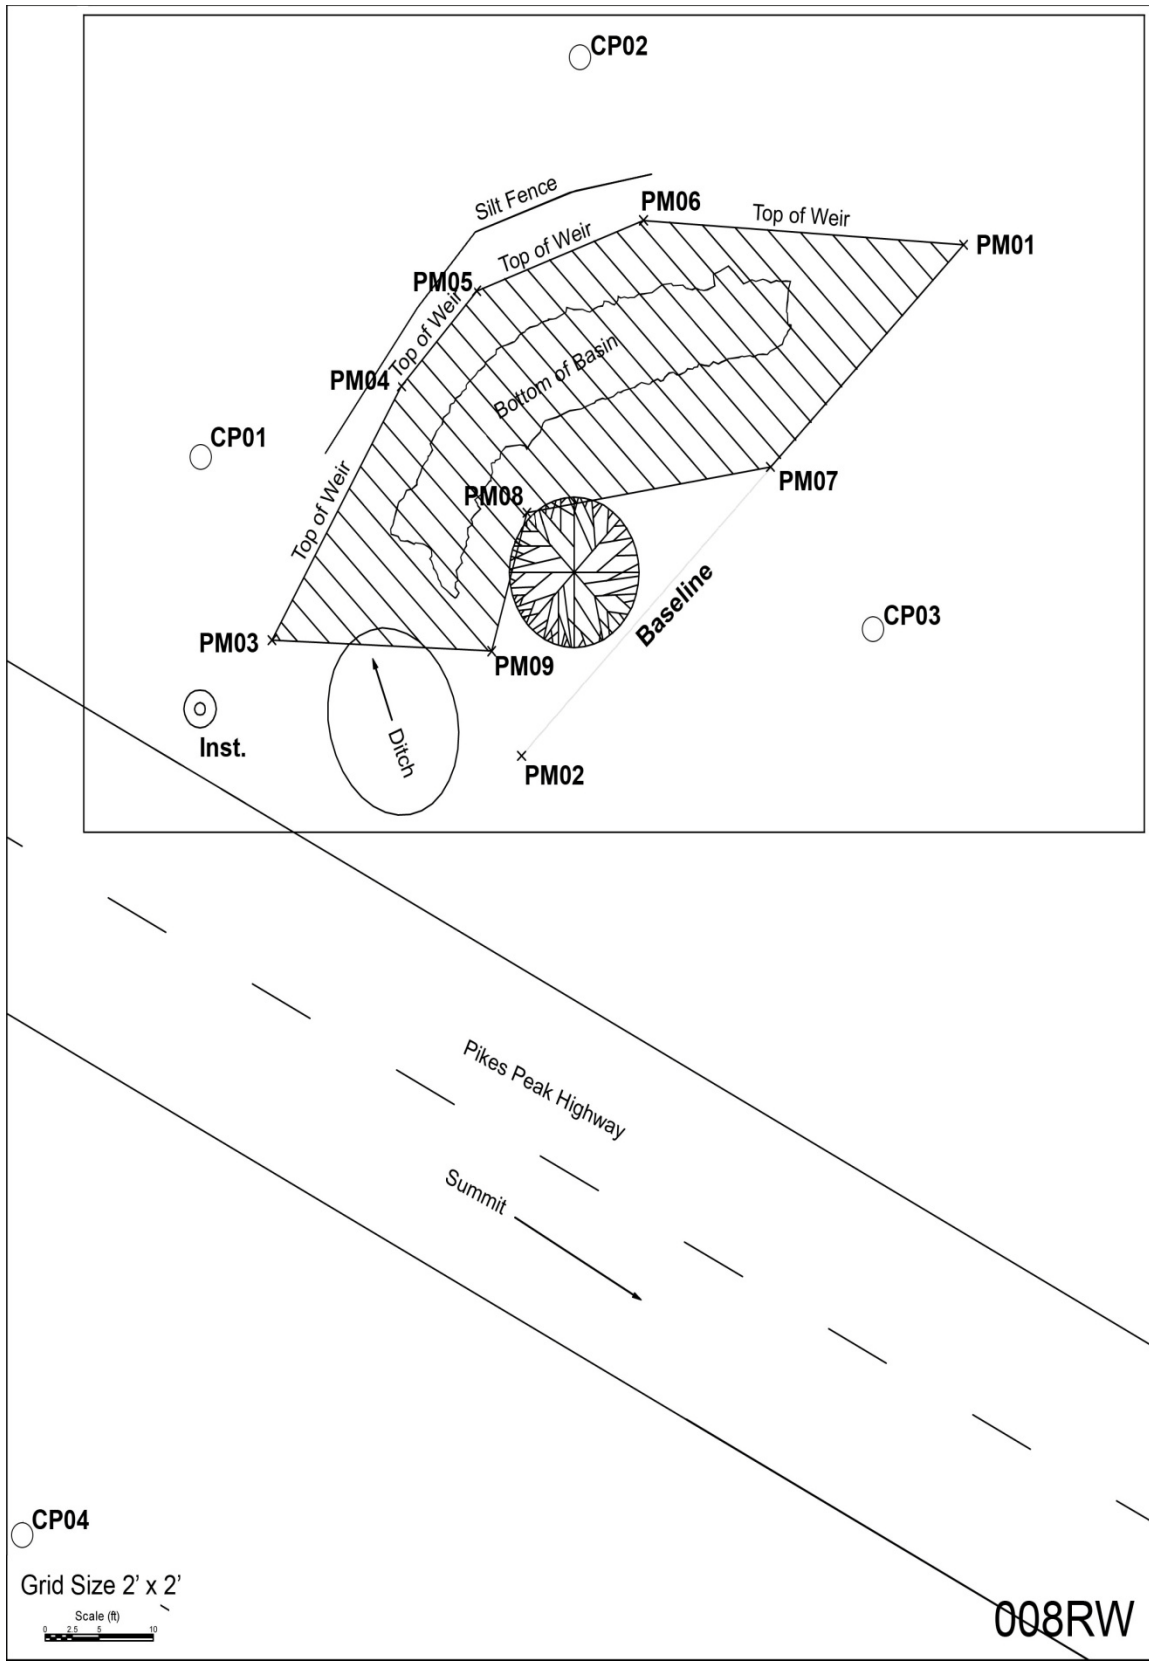 CP02
Silt Fence
PM06
Top of Weir
PM01
Top of Weir
PM05
Top of Weir
Bottom of Basin
PM04
CP01
Top of Weir
PM07
PM08
Baseline
CP03
PM03
PM09
Inst.
Ditch
PM02
Pikes Peak Highway
Summit
CP04
Grid Size 2' x 2'
Scale (ft)
0 2.5 5 10
008RW